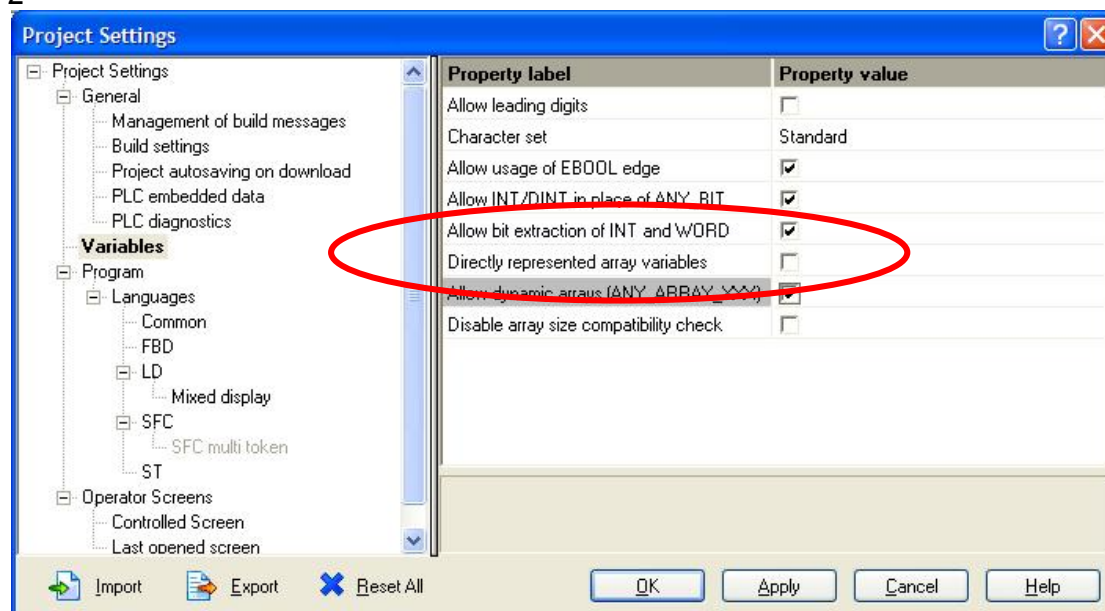 Project Settings
Project Settings
General
Management of build messages
Build settings
Project autosaving on download
PLC embedded data
PLC diagnostics
Variables
Program
Languages
Common
FBD
LD
Mixed display
SFC
SFC multi token
ST
Operator Screens
Controlled Screen
Last opened screen
Property label Property value
Allow leading digits
Character set Standard
Allow usage of EBOOL edge
Allow INT/DINT in place of ANY_BIT
Allow bit extraction of INT and WORD
Directly represented array variables
Allow dynamic arrays (ANY_ARRAY_XXX)
Disable array size compatibility check
Import Export Reset All OK Apply Cancel Help